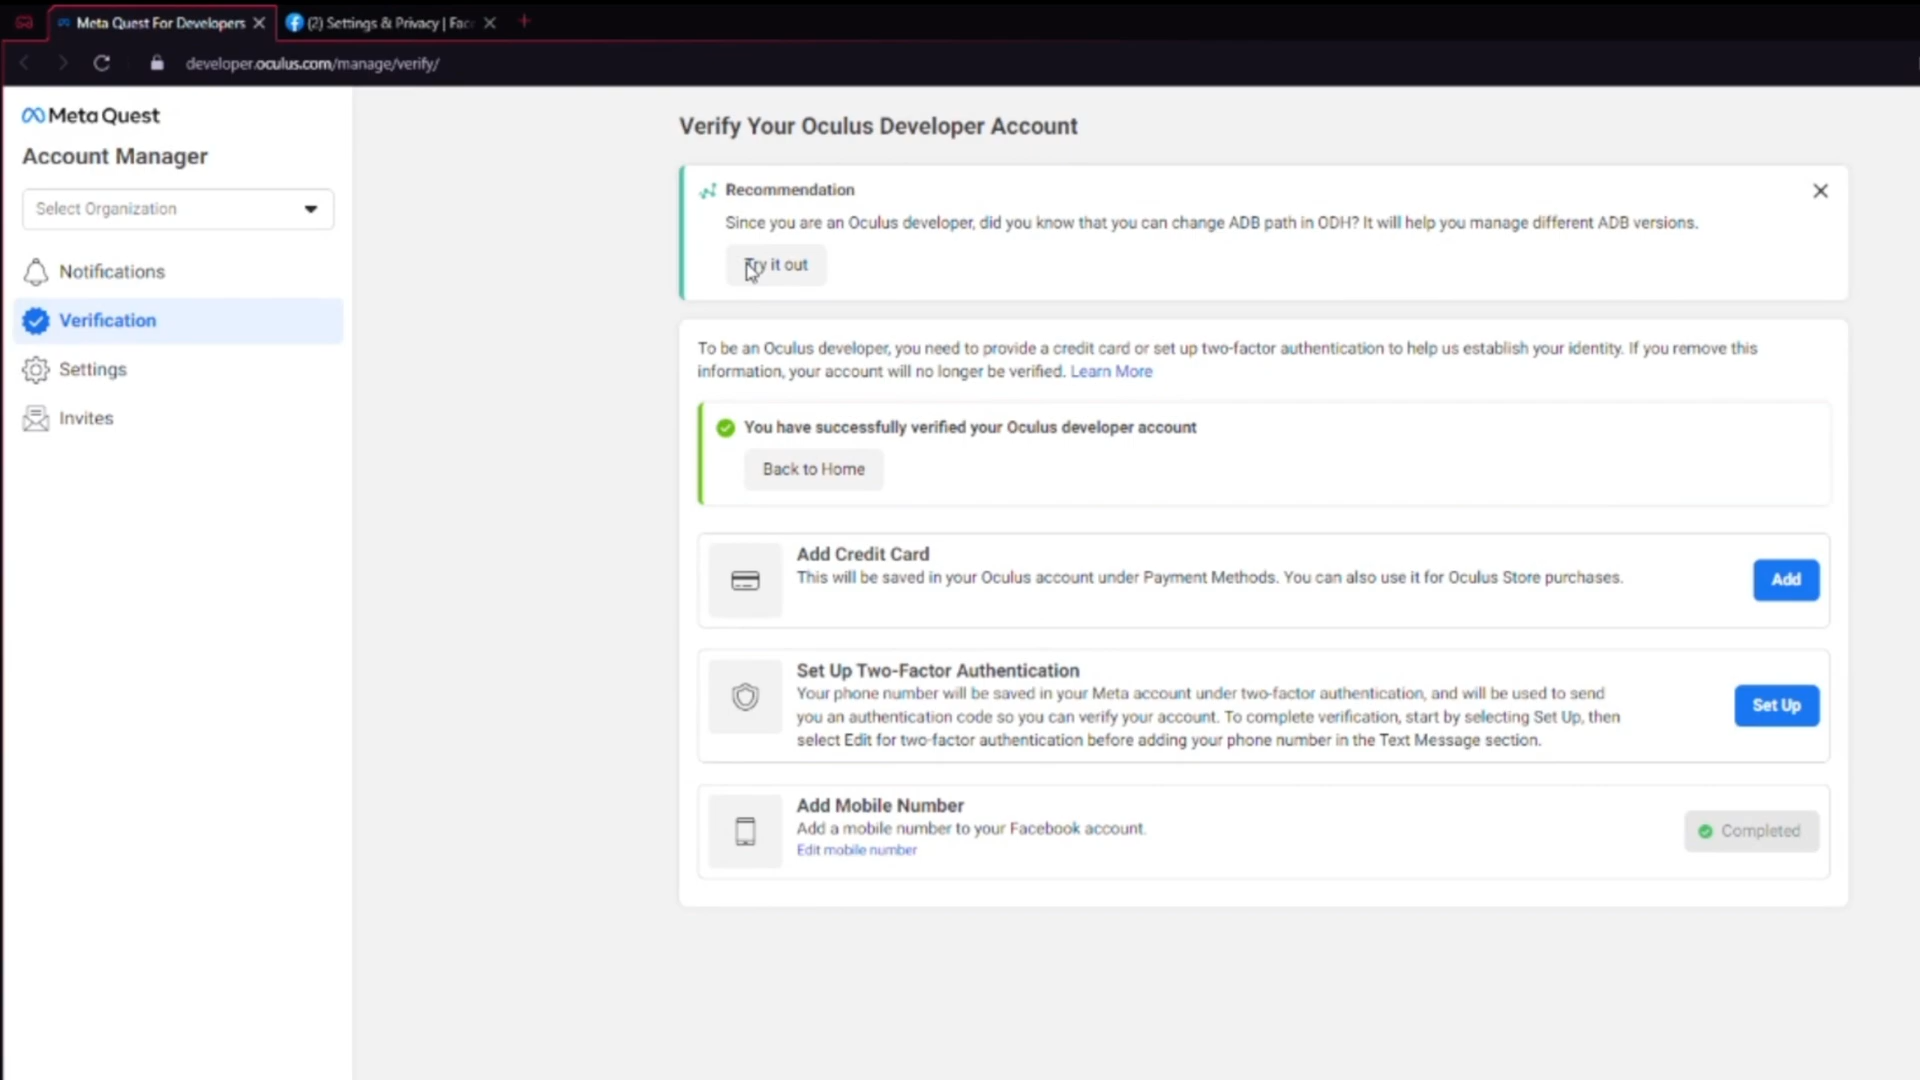 Meta Quest For Developers
(2) Settings & Privacy | Fac
developer.oculus.com/manage/verify/
Meta Quest
Account Manager
Select Organization
Notifications
Verification
Settings
Invites
Verify Your Oculus Developer Account
Recommendation
Since you are an Oculus developer, did you know that you can change ADB path in ODH? It will help you manage different ADB versions.
Try it out
To be an Oculus developer, you need to provide a credit card or set up two-factor authentication to help us establish your identity. If you remove this
information, your account will no longer be verified. Learn More
You have successfully verified your Oculus developer account
Back to Home
Add Credit Card
This will be saved in your Oculus account under Payment Methods. You can also use it for Oculus Store purchases.
Add
Set Up Two-Factor Authentication
Your phone number will be saved in your Meta account under two-factor authentication, and will be used to send
you an authentication code so you can verify your account. To complete verification, start by selecting Set Up, then
select Edit for two-factor authentication before adding your phone number in the Text Message section.
Set Up
Add Mobile Number
Add a mobile number to your Facebook account.
Edit mobile number
Completed